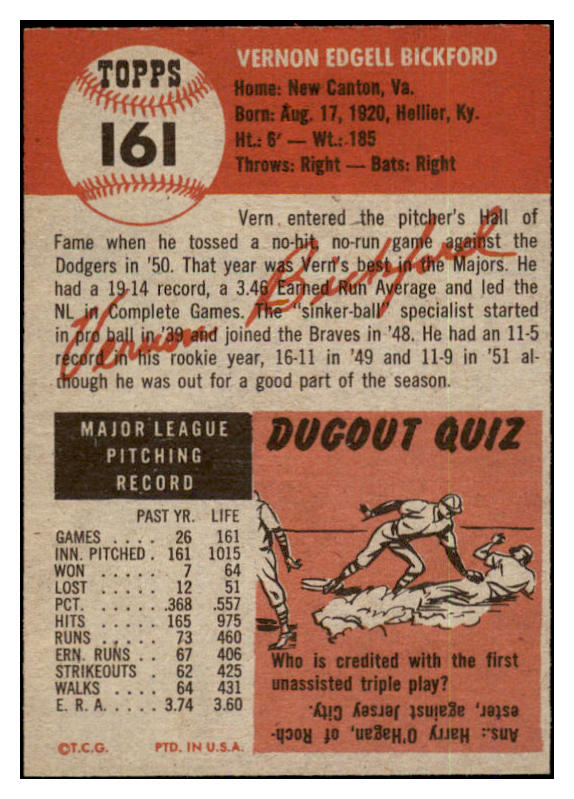 TOPPS
161
VERNON EDGELL BICKFORD
Home: New Canton, Va.
Born: Aug. 17, 1920, Hellier, Ky.
Ht.: 6' — Wt.: 185
Throws: Right — Bats: Right
Vern entered the pitcher's Hall of
Fame when he tossed a no-hit, no-run game against the
Dodgers in '50. That year was Vern's best in the Majors. He
had a 19-14 record, a 3.46 Earned Run Average and led the
NL in Complete Games. The "sinker-ball" specialist started
in pro ball in '39 and joined the Braves in '48. He had an 11-5
record in his rookie year, 16-11 in '49 and 11-9 in '51 al-
though he was out for a good part of the season.
Vernon Bickford
MAJOR LEAGUE
PITCHING
RECORD
PAST YR. LIFE
GAMES .... 26 161
INN. PITCHED . 161 1015
WON ..... 7 64
LOST ..... 12 51
PCT. ..... .368 .557
HITS ..... 165 975
RUNS ..... 73 460
ERN. RUNS .. 67 406
STRIKEOUTS . 62 425
WALKS .... 64 431
E. R. A. .... 3.74 3.60
©T.C.G. PTD. IN U.S.A.
DUGOUT QUIZ
Who is credited with the first
unassisted triple play?
Ans.: Harry O'Hagan, of Roch-
ester, against Jersey City.